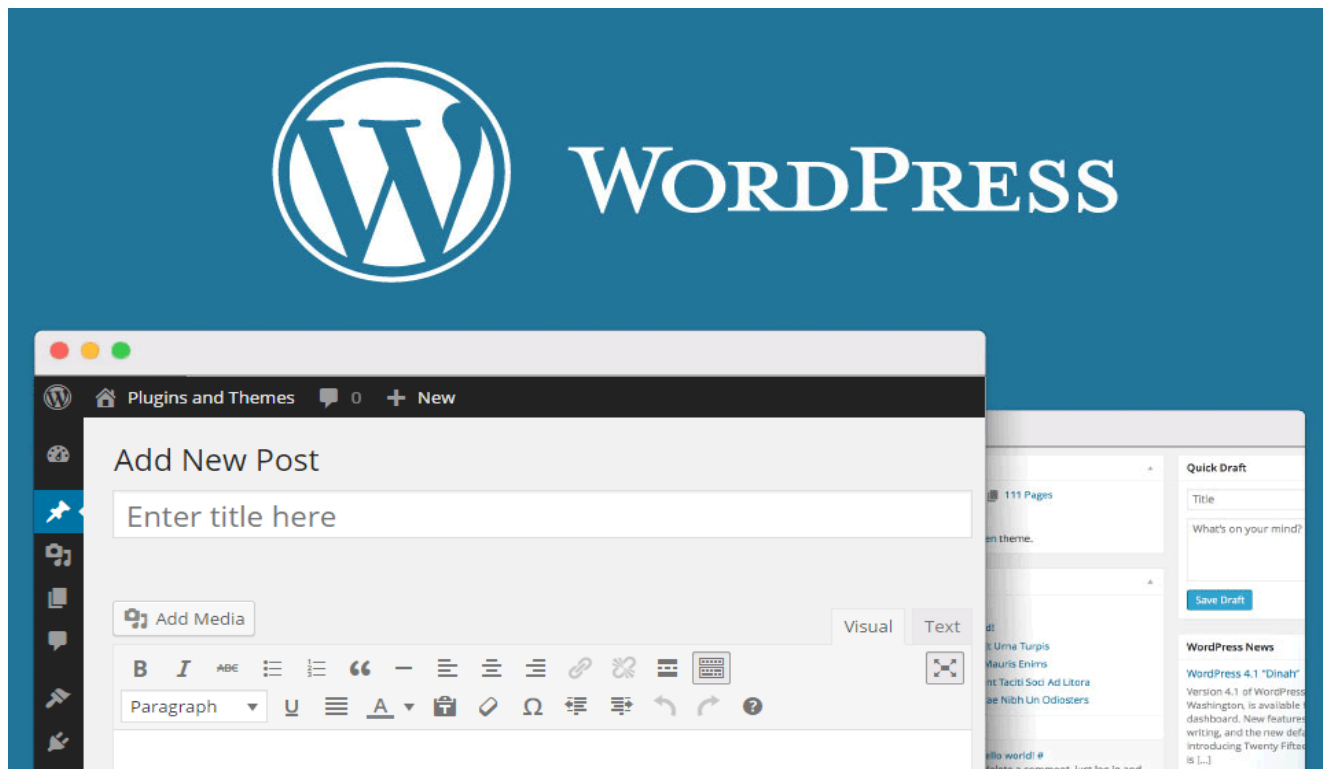 WORDPRESS
Plugins and Themes 0 New
Add New Post
Enter title here
Add Media
Visual Text
B I ABC
Paragraph U A Ω
111 Pages
en theme.
Urna Turpis
Mauris Enims
nt Taciti Soci Ad Litora
ae Nibh Un Odiosters
ello world! #
Quick Draft
Title
What's on your mind?
Save Draft
WordPress News
WordPress 4.1 "Dinah"
Version 4.1 of WordPress
Washington, is available
dashboard. New features
writing, and the new defa
introducing Twenty Fiftee
is [...]